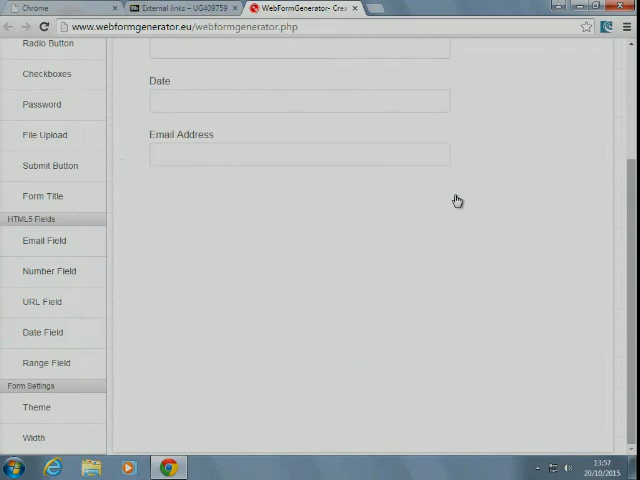 Chrome
External links – UG409759
WebFormGenerator- Crea
www.webformgenerator.eu/webformgenerator.php
Radio Button
Checkboxes
Password
File Upload
Submit Button
Form Title
HTML5 Fields
Email Field
Number Field
URL Field
Date Field
Range Field
Form Settings
Theme
Width
Date
Email Address
13:57
20/10/2015